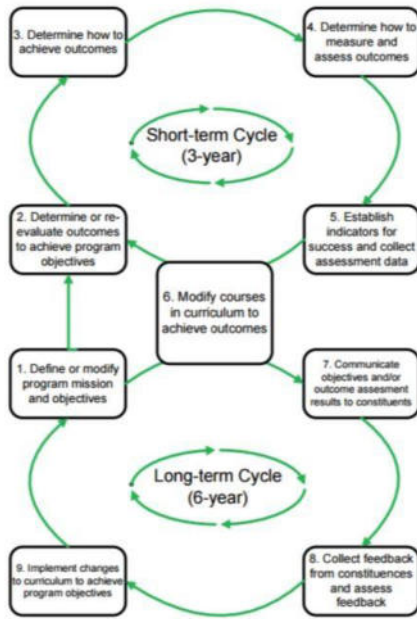 3. Determine how to
achieve outcomes
4. Determine how to
measure and
assess outcomes
Short-term Cycle
(3-year)
2. Determine or re-
evaluate outcomes
to achieve program
objectives
5. Establish
indicators for
success and collect
assessment data
6. Modify courses
in curriculum to
achieve outcomes
1. Define or modify
program mission
and objectives
7. Communicate
objectives and/or
outcome assesment
results to constituents
Long-term Cycle
(6-year)
9. Implement changes
to curriculum to achieve
program objectives
8. Collect feedback
from constituences
and assess
feedback